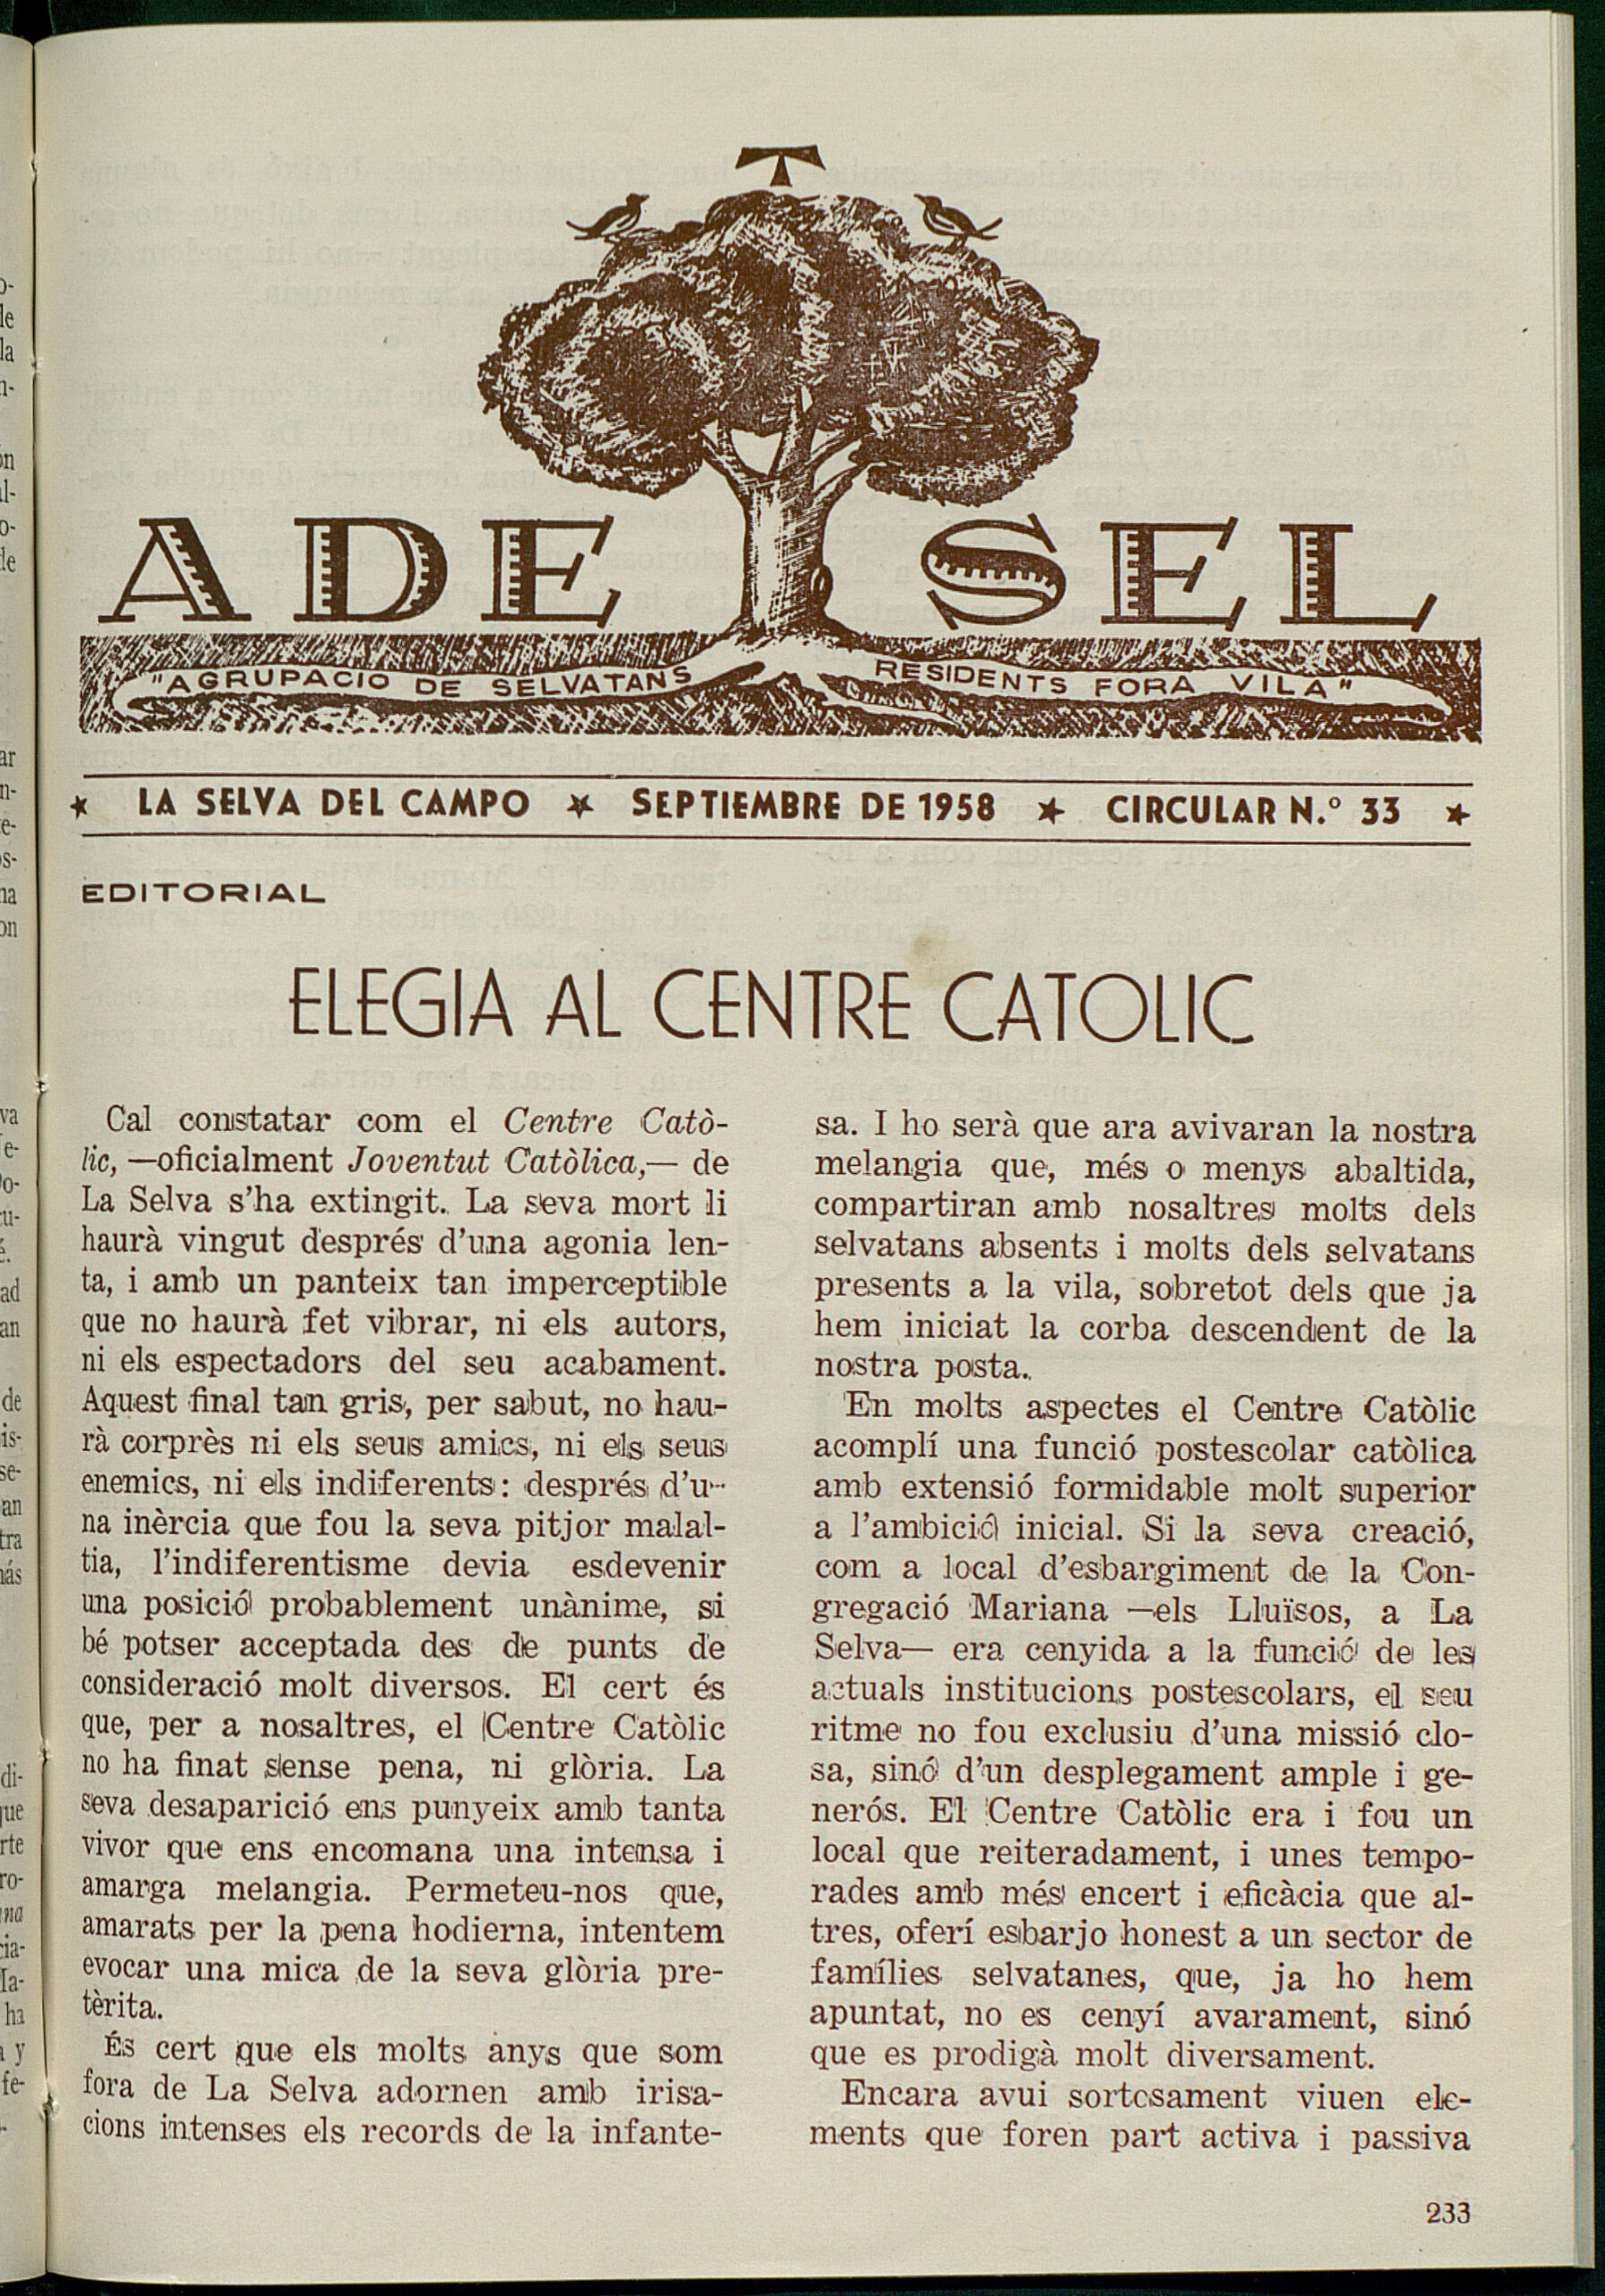 ADE SEL
"AGRUPACIO DE SELVATANS RESIDENTS FORA VILA"
LA SELVA DEL CAMPO SEPTIEMBRE DE 1958 CIRCULAR N.º 33
EDITORIAL
ELEGIA AL CENTRE CATOLIC
Cal constatar com el Centre Catò-
lic, —oficialment Joventut Catòlica,— de
La Selva s'ha extingit. La seva mort li
haurà vingut després d'una agonia len-
ta, i amb un panteix tan imperceptible
que no haurà fet vibrar, ni els autors,
ni els espectadors del seu acabament.
Aquest final tan gris, per sabut, no hau-
rà corprès ni els seus amics, ni els seus
enemics, ni els indiferents: després d'u-
na inèrcia que fou la seva pitjor malal-
tia, l'indiferentisme devia esdevenir
una posició probablement unànime, si
bé potser acceptada des de punts de
consideració molt diversos. El cert és
que, per a nosaltres, el Centre Catòlic
no ha finat sense pena, ni glòria. La
seva desaparició ens punyeix amb tanta
vivor que ens encomana una intensa i
amarga melangia. Permeteu-nos que,
amarats per la pena hodierna, intentem
evocar una mica de la seva glòria pre-
tèrita.
És cert que els molts anys que som
fora de La Selva adornen amb irisa-
cions intenses els records de la infante-
sa. I ho serà que ara avivaran la nostra
melangia que, més o menys abaltida,
compartiran amb nosaltres molts dels
selvatans absents i molts dels selvatans
presents a la vila, sobretot dels que ja
hem iniciat la corba descendent de la
nostra posta.
En molts aspectes el Centre Catòlic
acomplí una funció postescolar catòlica
amb extensió formidable molt superior
a l'ambició inicial. Si la seva creació,
com a local d'esbargiment de la Con-
gregació Mariana —els Lluïsos, a La
Selva— era cenyida a la funció de les
actuals institucions postescolars, el seu
ritme no fou exclusiu d'una missió clo-
sa, sinó d'un desplegament ample i ge-
nerós. El Centre Catòlic era i fou un
local que reiteradament, i unes tempo-
rades amb més encert i eficàcia que al-
tres, oferí esbarjo honest a un sector de
famílies selvatanes, que, ja ho hem
apuntat, no es cenyí avarament, sinó
que es prodigà molt diversament.
Encara avui sortosament viuen ele-
ments que foren part activa i passiva
233